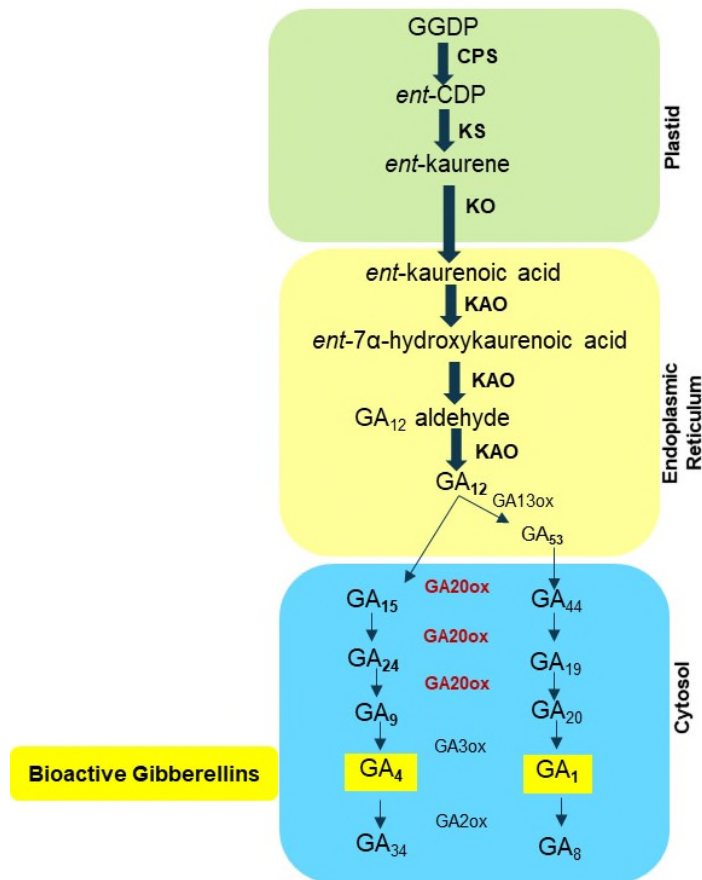 GGDP
CPS
ent-CDP
KS
ent-kaurene
KO
Plastid
ent-kaurenoic acid
KAO
ent-7α-hydroxykaurenoic acid
KAO
GA12 aldehyde
KAO
GA12
GA13ox
GA53
Endoplasmic
Reticulum
GA15 GA20ox GA44
GA20ox
GA24 GA19
GA20ox
GA9 GA20
GA3ox
Bioactive Gibberellins GA4 GA1
GA2ox
GA34 GA8
Cytosol